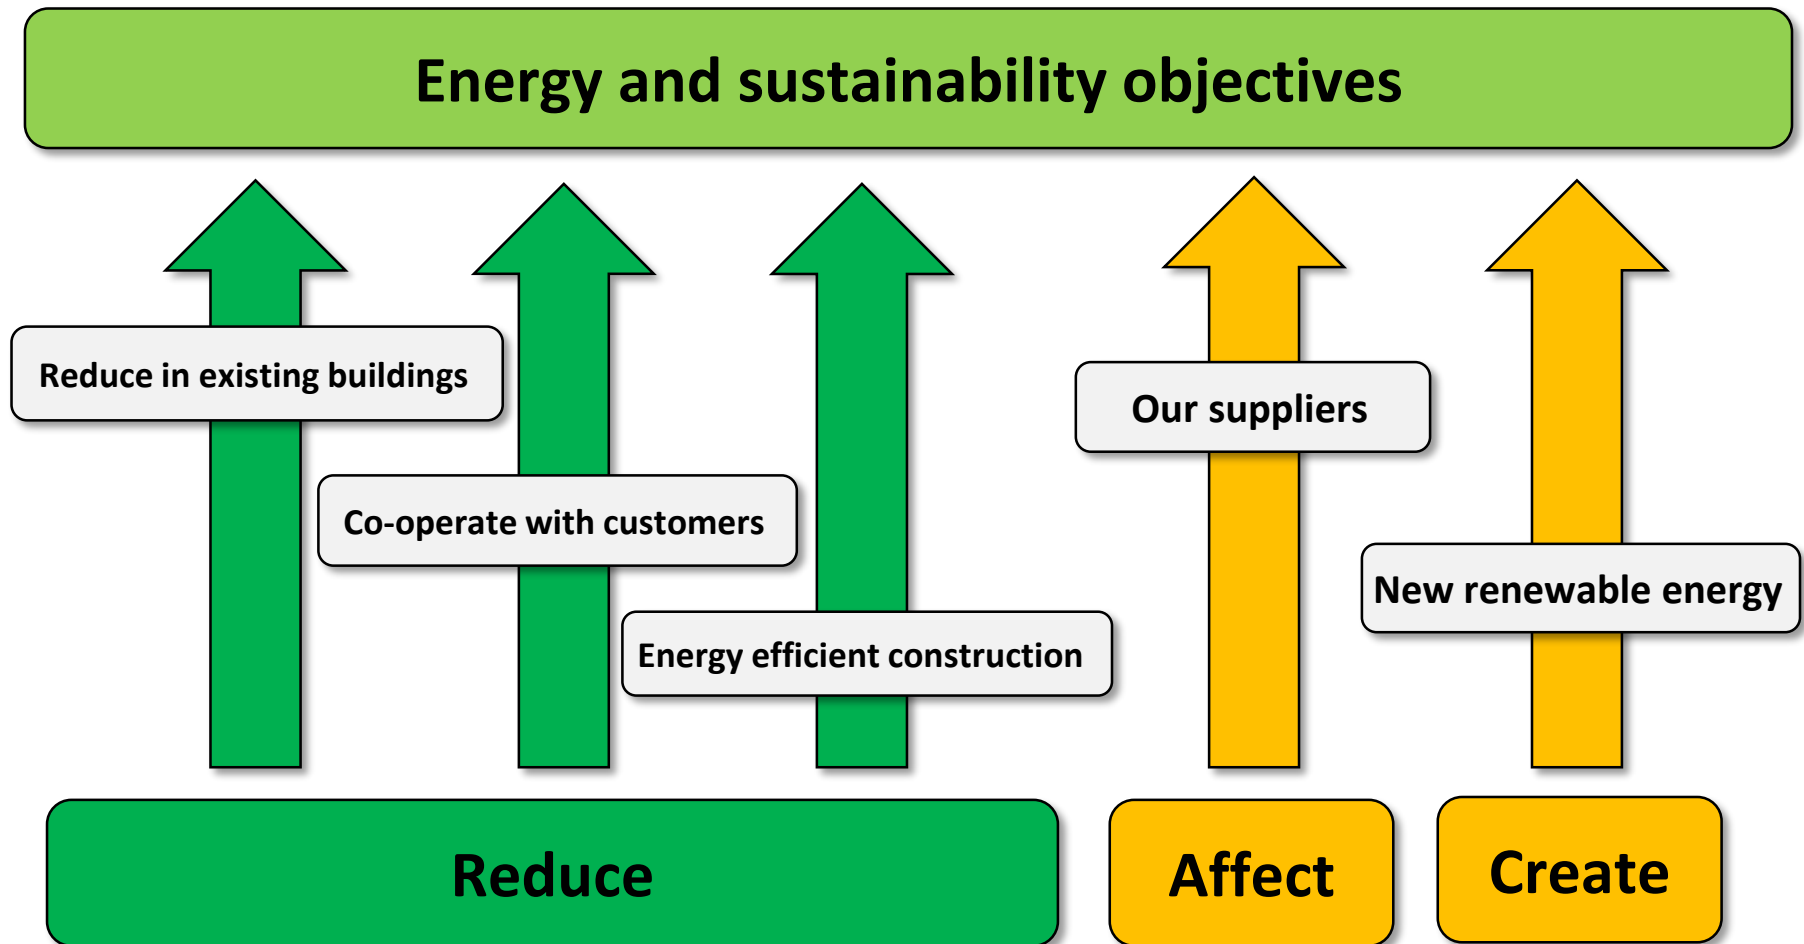 Energy and sustainability objectives
Reduce in existing buildings
Co-operate with customers
Energy efficient construction
Our suppliers
New renewable energy
Reduce
Affect
Create